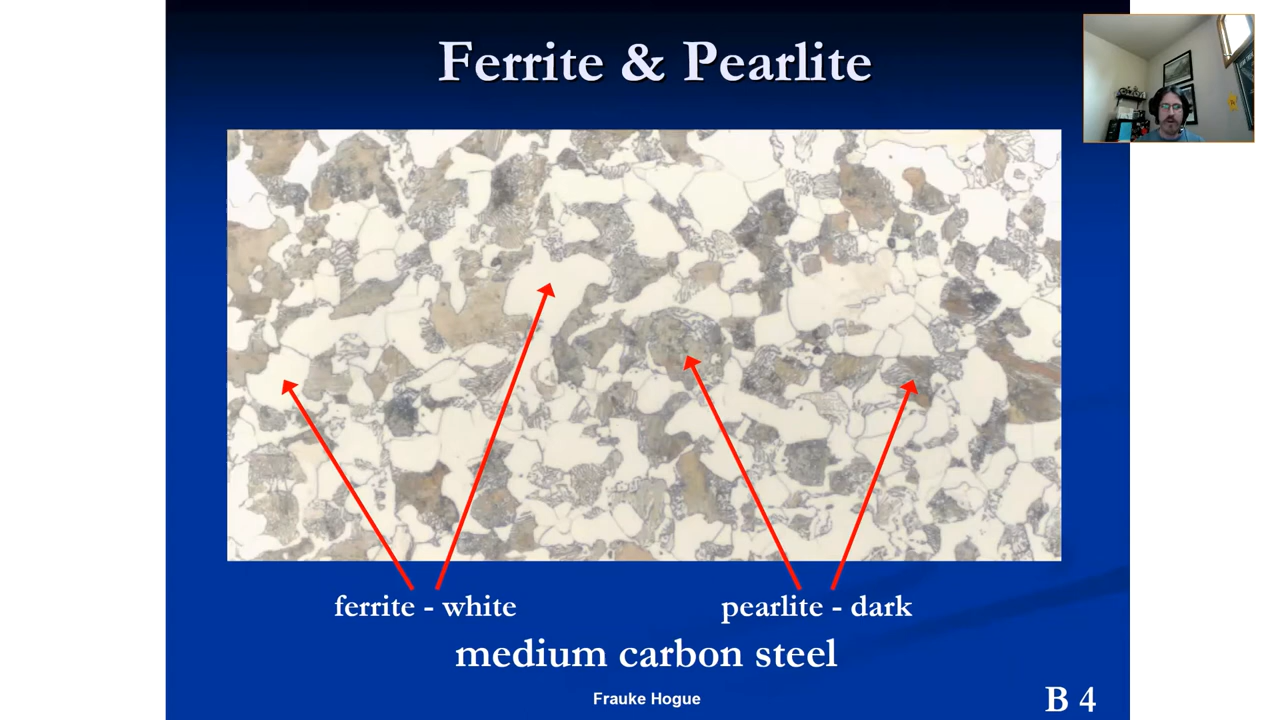 Ferrite & Pearlite
ferrite - white
pearlite - dark
medium carbon steel
Frauke Hogue
B 4